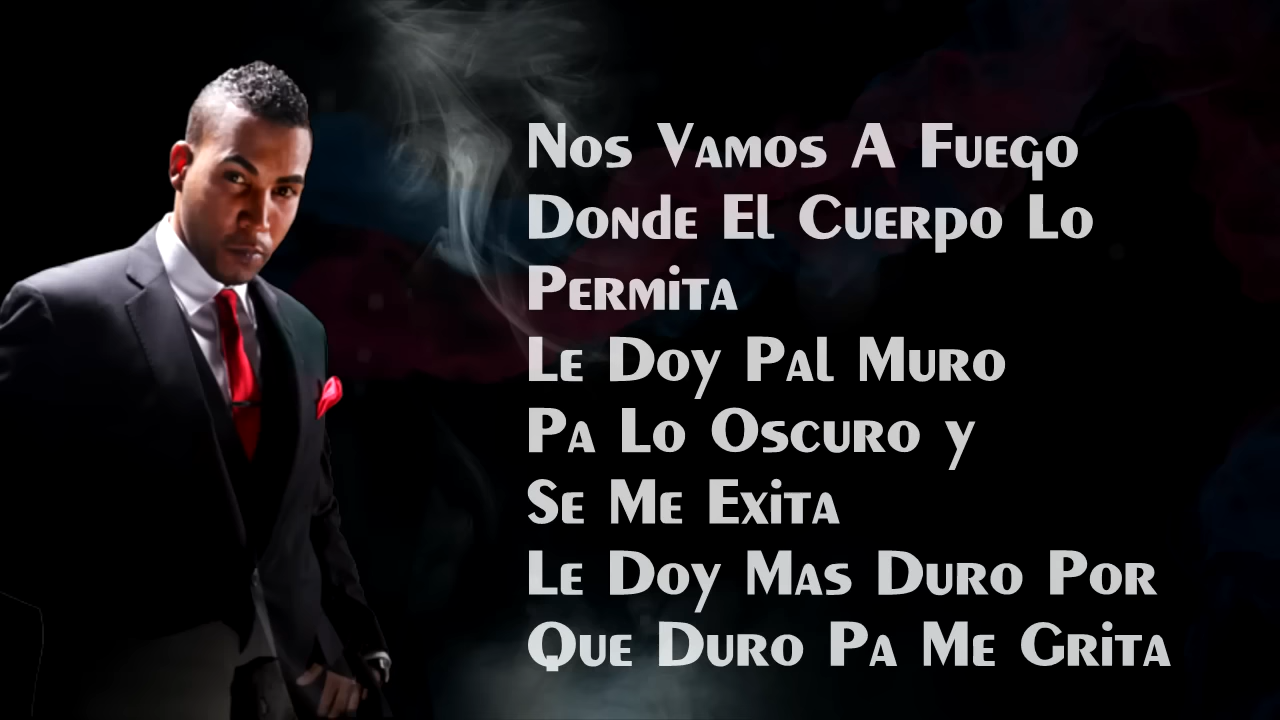 Nos Vamos A Fuego
Donde El Cuerpo Lo
Permita
Le Doy Pal Muro
Pa Lo Oscuro y
Se Me Exita
Le Doy Mas Duro Por
Que Duro Pa Me Grita